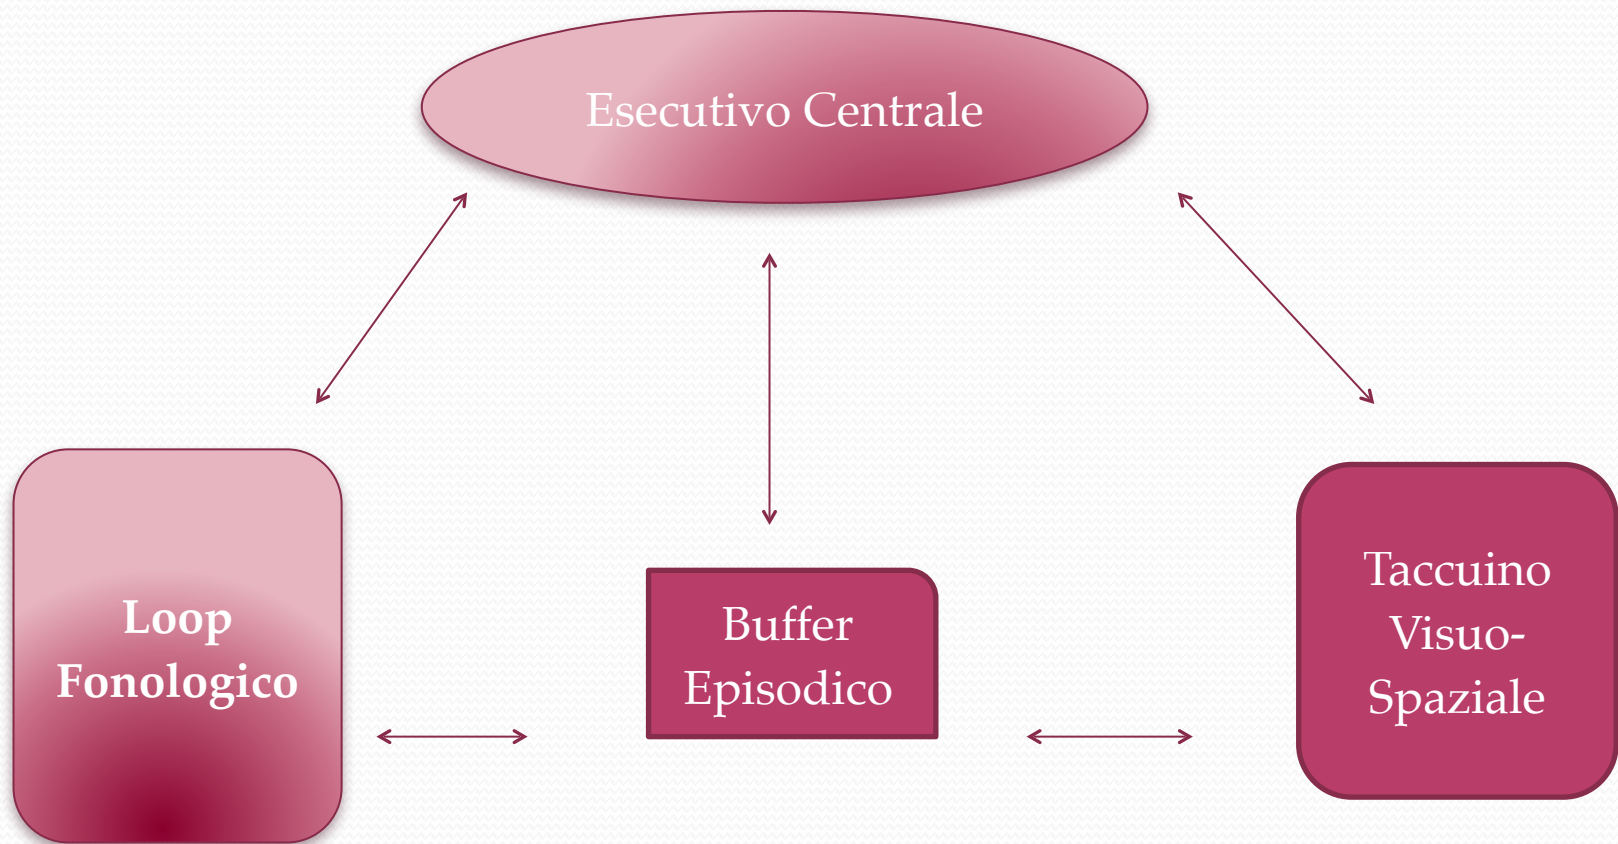 Esecutivo Centrale
Loop
Fonologico
Buffer
Episodico
Taccuino
Visuo-
Spaziale